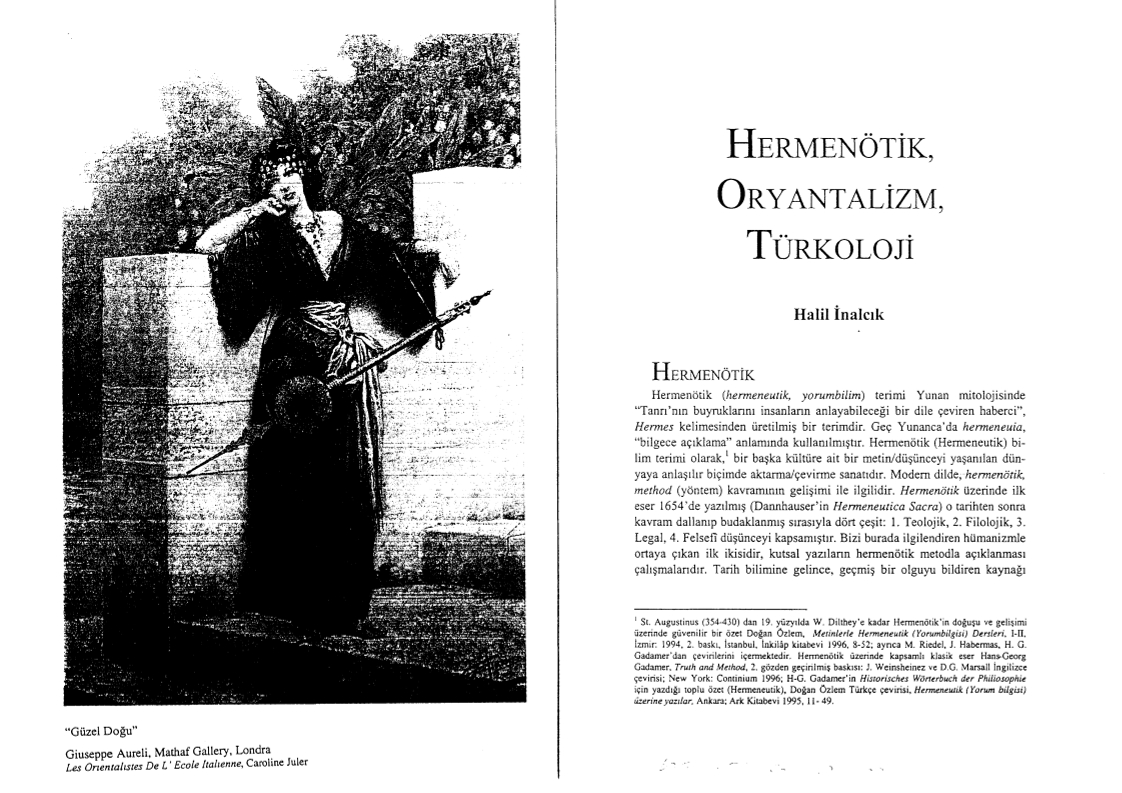 “Güzel Doğu”
Giuseppe Aureli, Mathaf Gallery, Londra
Les Orientalistes De L' Ecole Italienne, Caroline Juler
HERMENÖTİK,
ORYANTALİZM,
TÜRKOLOJİ
Halil İnalcık
HERMENÖTİK
Hermenötik (hermeneutik, yorumbilim) terimi Yunan mitolojisinde
“Tanrı’nın buyruklarını insanların anlayabileceği bir dile çeviren haberci”,
Hermes kelimesinden üretilmiş bir terimdir. Geç Yunanca’da hermeneuia,
“bilgece açıklama” anlamında kullanılmıştır. Hermenötik (Hermeneutik) bi-
lim terimi olarak,1 bir başka kültüre ait bir metin/düşünceyi yaşanılan dün-
yaya anlaşılır biçimde aktarma/çevirme sanatıdır. Modern dilde, hermenötik,
method (yöntem) kavramının gelişimi ile ilgilidir. Hermenötik üzerinde ilk
eser 1654’de yazılmış (Dannhauser’in Hermeneutica Sacra) o tarihten sonra
kavram dallanıp budaklanmış sırasıyla dört çeşit: 1. Teolojik, 2. Filolojik, 3.
Legal, 4. Felsefî düşünceyi kapsamıştır. Bizi burada ilgilendiren hümanizmle
ortaya çıkan ilk ikisidir, kutsal yazıların hermenötik metodla açıklanması
çalışmalarıdır. Tarih bilimine gelince, geçmiş bir olguyu bildiren kaynağı
1 St. Augustinus (354-430) dan 19. yüzyılda W. Dilthey’e kadar Hermenötik’in doğuşu ve gelişimi
üzerinde güvenilir bir özet Doğan Özlem, Metinlerle Hermeneutik (Yorumbilgisi) Dersleri, I-II,
İzmir: 1994, 2. baskı, İstanbul, İnkilâp kitabevi 1996, 8-52; ayrıca M. Riedel, J. Habermas, H. G.
Gadamer’dan çevirilerini içermektedir. Hermenötik üzerinde kapsamlı klasik eser Hans-Georg
Gadamer, Truth and Method, 2. gözden geçirilmiş baskısı: J. Weinsheinez ve D.G. Marsall İngilizce
çevirisi; New York: Continium 1996; H-G. Gadamer’in Historisches Wörterbuch der Philiosophie
için yazdığı toplu özet (Hermeneutik), Doğan Özlem Türkçe çevirisi, Hermeneutik (Yorum bilgisi)
üzerine yazılar, Ankara; Ark Kitabevi 1995, 11- 49.